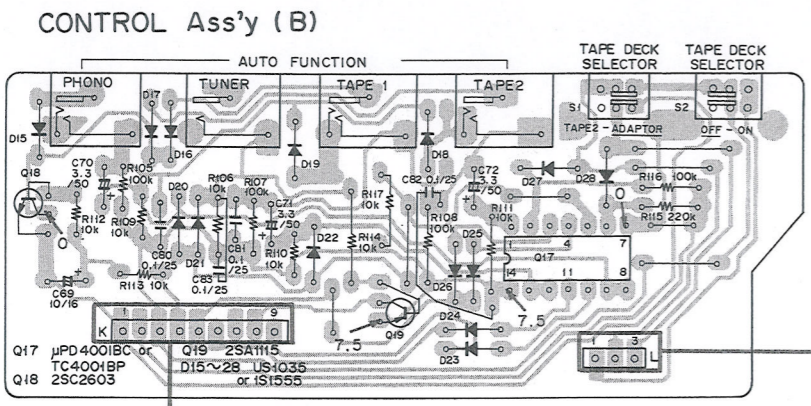 CONTROL Ass'y (B)
AUTO FUNCTION
TAPE DECK SELECTOR
TAPE DECK SELECTOR
PHONO
TUNER
TAPE 1
TAPE2
D17
S1
S2
D15
D16
D19
D18
TAPE2-ADAPTOR
OFF-ON
Q18
C70 3.3 /50
R105 100k
D20
R106 10k
R107 100k
C71 3.3 /50
R117 10k
C82 0.1/25
C72 3.3 /50
D27
D28
0
R116 100k
R115 220k
R112 10k
R109 10k
R108 100k
R111
D22
R114 10k
D25
0
C80 0.1/25
D21
C81 0.1 /25
R110 10k
1 4 7
Q17
14 11 8
C69 10/16
R113 10k
C83 0.1/25
D26
7.5
K 1 9
7.5
Q19
D24
D23
1 3 L
Q17 µPD4001BC or TC4001BP
Q19 2SA1115
D15~28 US1035 or 1S1555
Q18 2SC2603